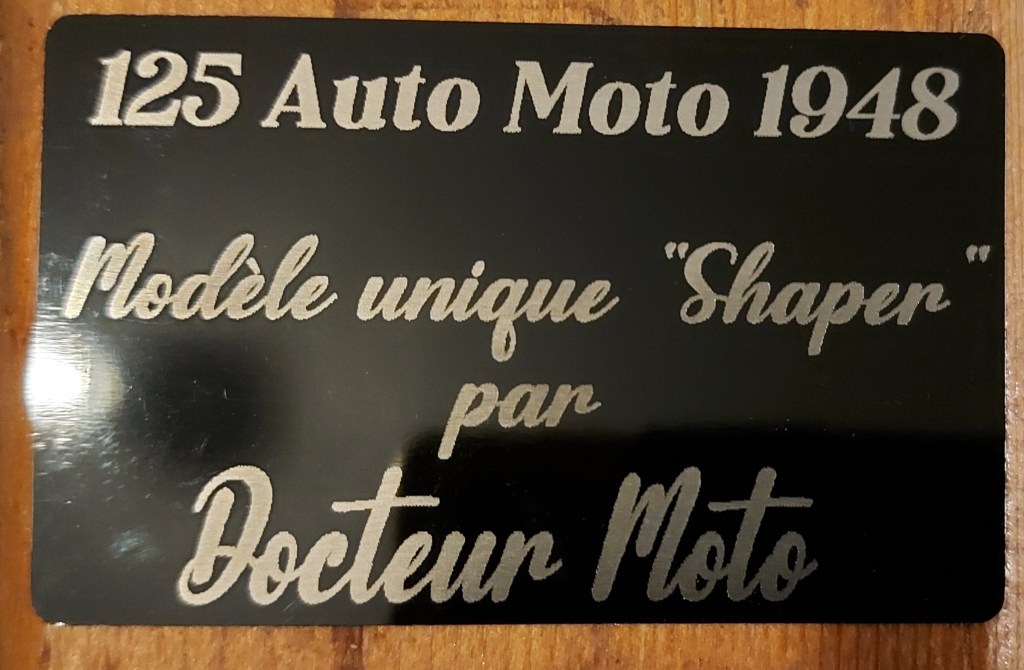 125 Auto Moto 1948
Modèle unique "Shaper"
par
Docteur Moto